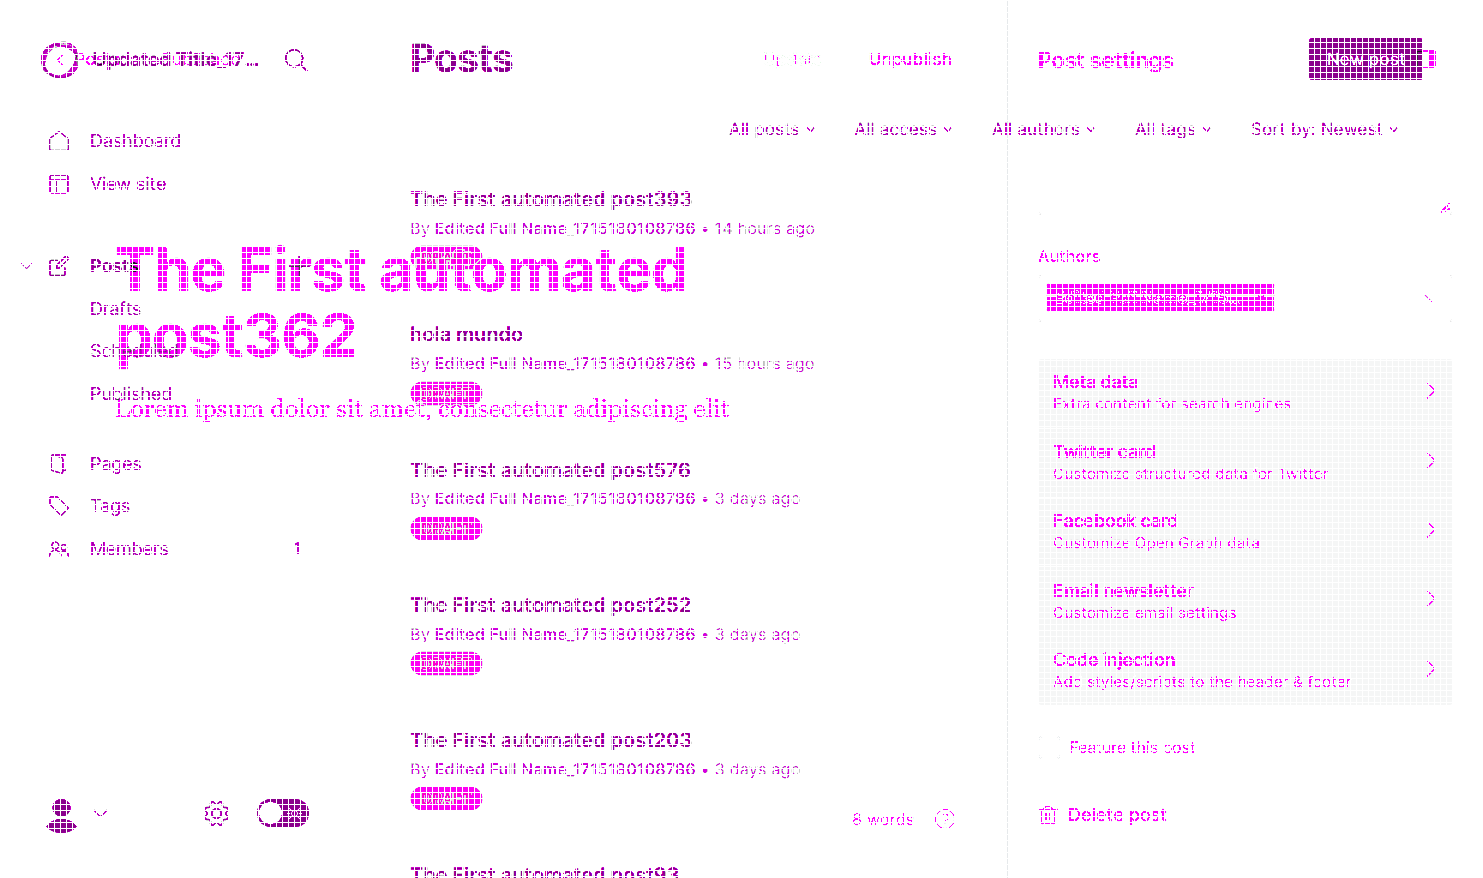 Updated Title_17...
Posts
Unpublish
Post settings
New post
All posts
All access
All authors
All tags
Sort by: Newest
Dashboard
View site
Posts
Drafts
Published
Pages
Tags
Members
1
The First automated
post362
Lorem ipsum dolor sit amet, consectetur adipiscing elit
The First automated post393
By Edited Full Name_1715180108786 • 14 hours ago
hola mundo
By Edited Full Name_1715180108786 • 15 hours ago
The First automated post576
By Edited Full Name_1715180108786 • 3 days ago
The First automated post252
By Edited Full Name_1715180108786 • 3 days ago
The First automated post203
By Edited Full Name_1715180108786 • 3 days ago
The First automated post93
8 words
Authors
Meta data
Extra content for search engines
Twitter card
Customize structured data for Twitter
Facebook card
Customize Open Graph data
Email newsletter
Customize email settings
Code injection
Add styles/scripts to the header & footer
Feature this post
Delete post